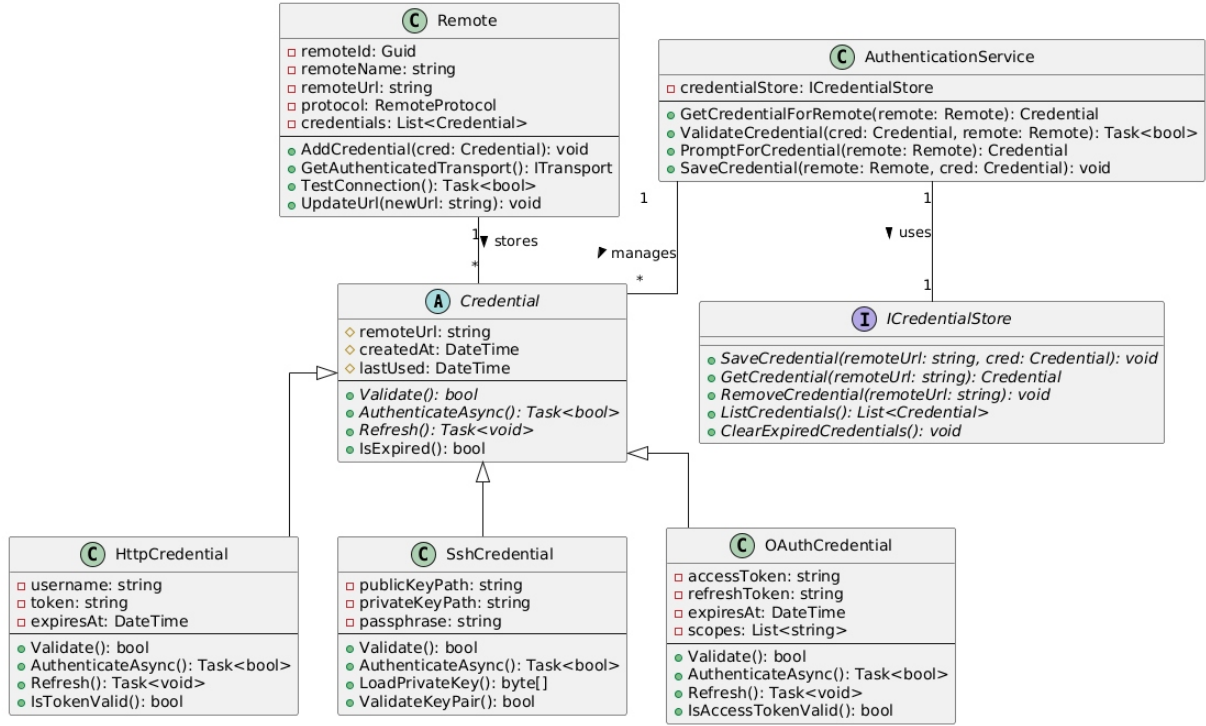 C Remote
remoteId: Guid
remoteName: string
remoteUrl: string
protocol: RemoteProtocol
credentials: List<Credential>
AddCredential(cred: Credential): void
GetAuthenticatedTransport(): ITransport
TestConnection(): Task<bool>
UpdateUrl(newUrl: string): void
C AuthenticationService
credentialStore: ICredentialStore
GetCredentialForRemote(remote: Remote): Credential
ValidateCredential(cred: Credential, remote: Remote): Task<bool>
PromptForCredential(remote: Remote): Credential
SaveCredential(remote: Remote, cred: Credential): void
1
stores
*
1
manages
*
1
uses
1
A Credential
remoteUrl: string
createdAt: DateTime
lastUsed: DateTime
Validate(): bool
AuthenticateAsync(): Task<bool>
Refresh(): Task<void>
IsExpired(): bool
I ICredentialStore
SaveCredential(remoteUrl: string, cred: Credential): void
GetCredential(remoteUrl: string): Credential
RemoveCredential(remoteUrl: string): void
ListCredentials(): List<Credential>
ClearExpiredCredentials(): void
C HttpCredential
username: string
token: string
expiresAt: DateTime
Validate(): bool
AuthenticateAsync(): Task<bool>
Refresh(): Task<void>
IsTokenValid(): bool
C SshCredential
publicKeyPath: string
privateKeyPath: string
passphrase: string
Validate(): bool
AuthenticateAsync(): Task<bool>
LoadPrivateKey(): byte[]
ValidateKeyPair(): bool
C OAuthCredential
accessToken: string
refreshToken: string
expiresAt: DateTime
scopes: List<string>
Validate(): bool
AuthenticateAsync(): Task<bool>
Refresh(): Task<void>
IsAccessTokenValid(): bool